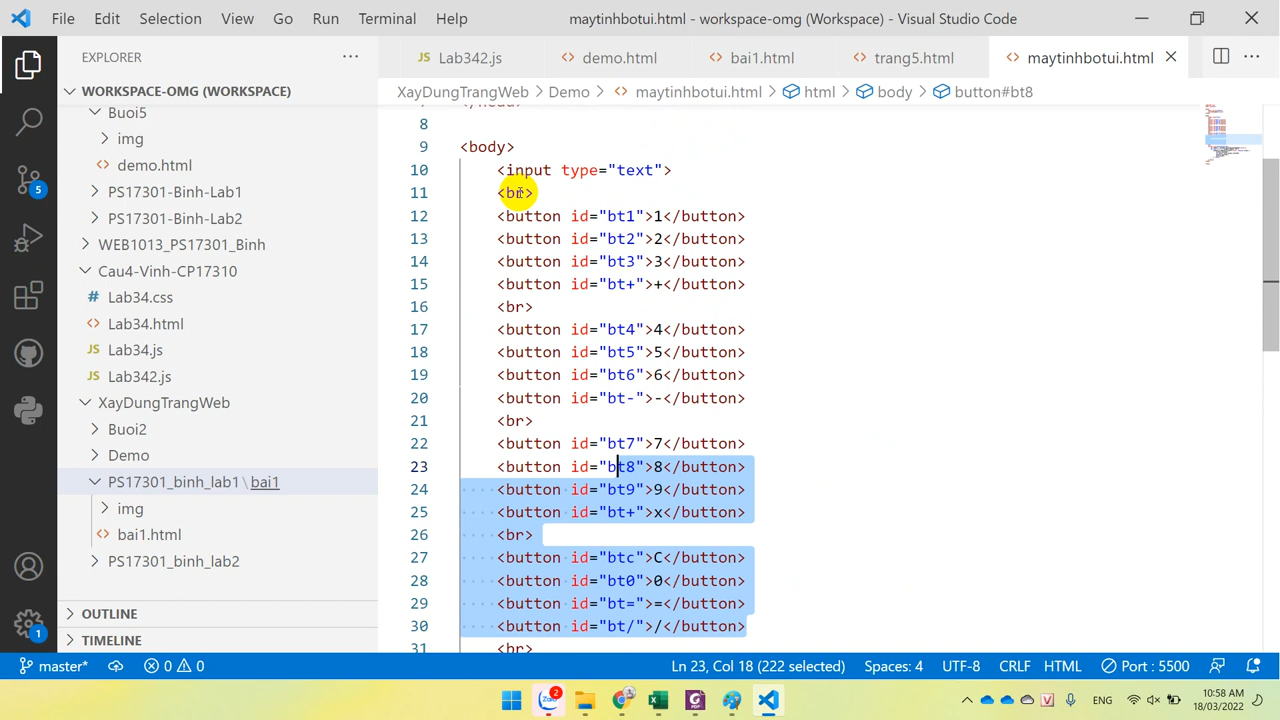 File Edit Selection View Go Run Terminal Help maytinhbotui.html - workspace-omg (Workspace) - Visual Studio Code
EXPLORER
Lab342.js demo.html bai1.html trang5.html maytinhbotui.html
WORKSPACE-OMG (WORKSPACE)
XayDungTrangWeb > Demo > maytinhbotui.html > html > body > button#bt8
Buoi5
img
demo.html
PS17301-Binh-Lab1
PS17301-Binh-Lab2
WEB1013_PS17301_Binh
Cau4-Vinh-CP17310
Lab34.css
Lab34.html
Lab34.js
Lab342.js
XayDungTrangWeb
Buoi2
Demo
PS17301_binh_lab1\bai1
img
bai1.html
PS17301_binh_lab2
OUTLINE
TIMELINE
5
1
7 </head>
8
9 <body>
10 <input type="text">
11 <br>
12 <button id="bt1">1</button>
13 <button id="bt2">2</button>
14 <button id="bt3">3</button>
15 <button id="bt+">+</button>
16 <br>
17 <button id="bt4">4</button>
18 <button id="bt5">5</button>
19 <button id="bt6">6</button>
20 <button id="bt-">-</button>
21 <br>
22 <button id="bt7">7</button>
23 <button id="bt8">8</button>
24 <button id="bt9">9</button>
25 <button id="bt+">x</button>
26 <br>
27 <button id="btc">C</button>
28 <button id="bt0">0</button>
29 <button id="bt=">=</button>
30 <button id="bt/">/</button>
31 <br>
master* 0 0 Ln 23, Col 18 (222 selected) Spaces: 4 UTF-8 CRLF HTML Port : 5500
Zalo 2 ENG 10:58 AM
18/03/2022